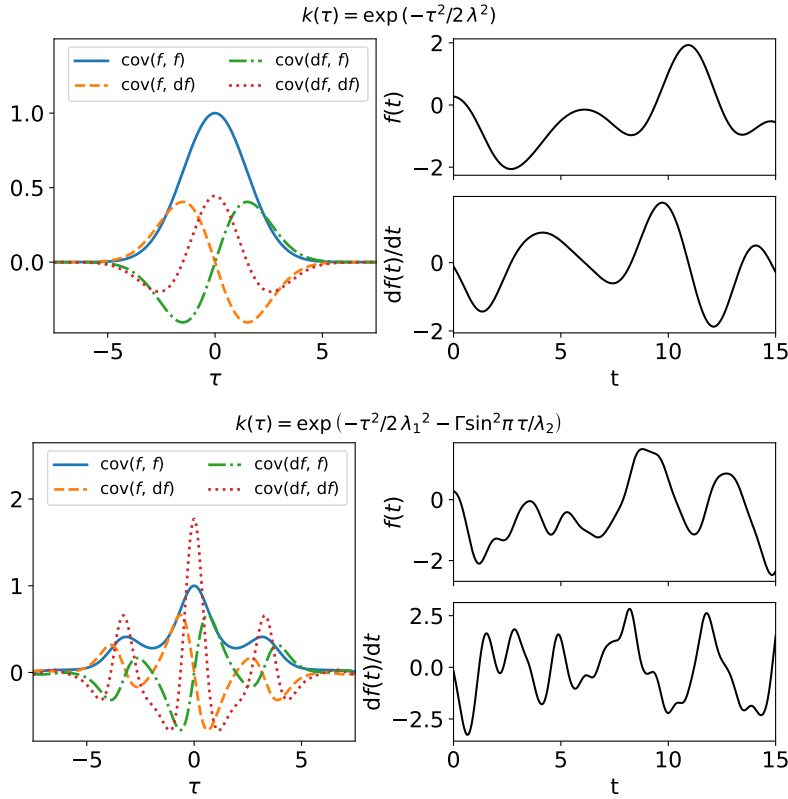 k(τ) = exp (−τ²/2 λ²)
cov(f, f)
cov(f, df)
cov(df, f)
cov(df, df)
1.0
0.5
0.0
−5
0
5
τ
f(t)
2
0
−2
df(t)/dt
2
0
−2
0
5
10
15
t
k(τ) = exp (−τ²/2 λ₁² − Γsin²π τ/λ₂)
cov(f, f)
cov(f, df)
cov(df, f)
cov(df, df)
2
1
0
−5
0
5
τ
f(t)
0
−2
df(t)/dt
2.5
0.0
−2.5
0
5
10
15
t